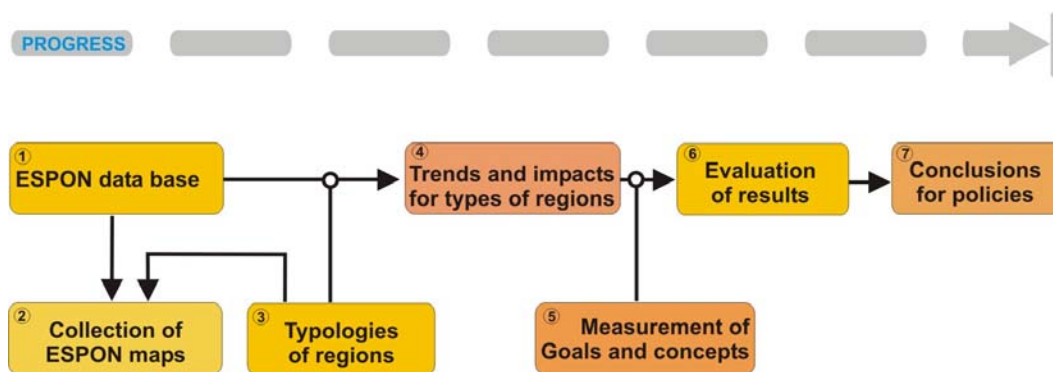 PROGRESS
①
ESPON data base
④
Trends and impacts
for types of regions
⑥
Evaluation
of results
⑦
Conclusions
for policies
②
Collection of
ESPON maps
③
Typologies
of regions
⑤
Measurement of
Goals and concepts